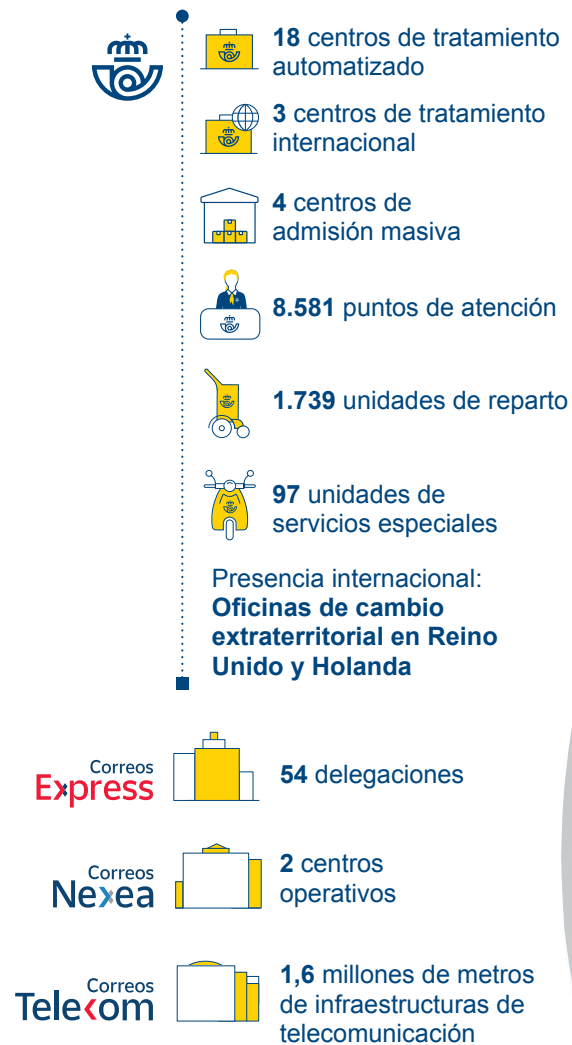 18 centros de tratamiento
automatizado
3 centros de tratamiento
internacional
4 centros de
admisión masiva
8.581 puntos de atención
1.739 unidades de reparto
97 unidades de
servicios especiales
Presencia internacional:
Oficinas de cambio
extraterritorial en Reino
Unido y Holanda
Correos
Express
54 delegaciones
Correos
Nexea
2 centros
operativos
Correos
Telecom
1,6 millones de metros
de infraestructuras de
telecomunicación